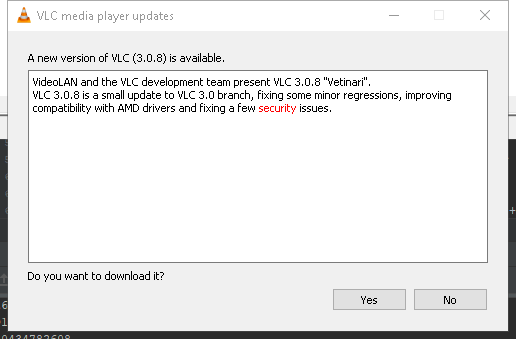 VLC media player updates
A new version of VLC (3.0.8) is available.
VideoLAN and the VLC development team present VLC 3.0.8 "Vetinari".
VLC 3.0.8 is a small update to VLC 3.0 branch, fixing some minor regressions, improving
compatibility with AMD drivers and fixing a few security issues.
Do you want to download it?
Yes No